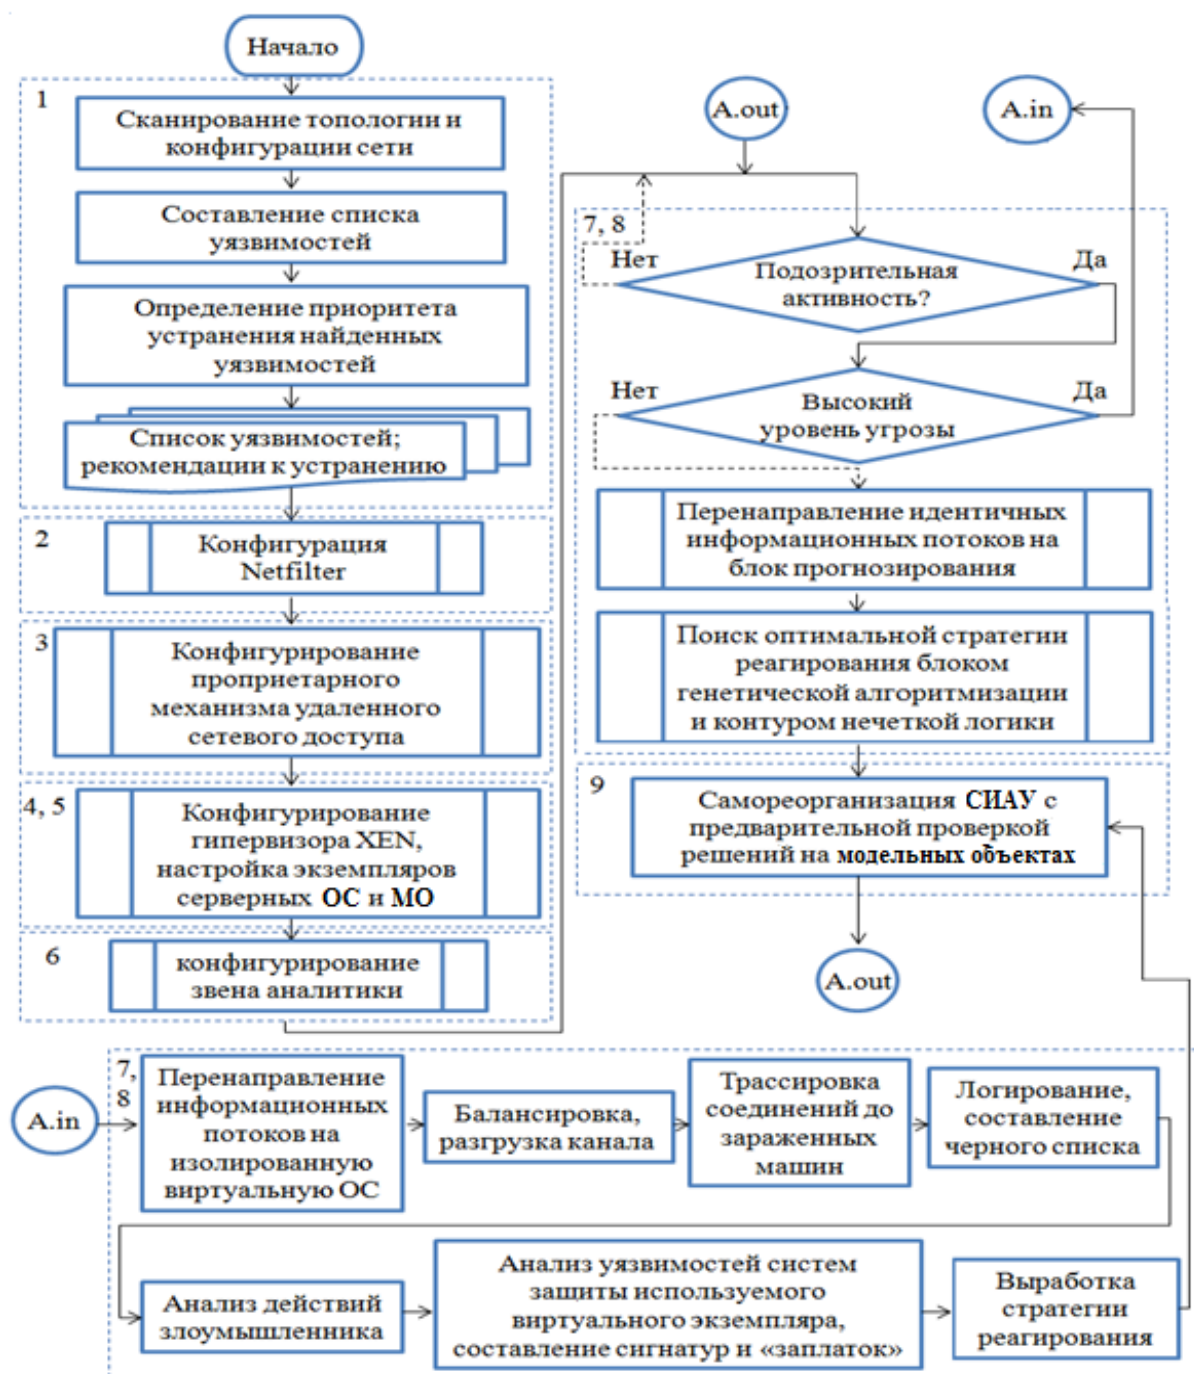 Начало
1
Сканирование топологии и
конфигурации сети
Составление списка
уязвимостей
Определение приоритета
устранения найденных
уязвимостей
Список уязвимостей;
рекомендации к устранению
2
Конфигурация
Netfilter
3
Конфигурирование
проприетарного
механизма удаленного
сетевого доступа
4, 5
Конфигурирование
гипервизора XEN,
настройка экземпляров
серверных ОС и МО
6
конфигурирование
звена аналитики
A.out
A.in
7, 8
Нет
Подозрительная
активность?
Да
Нет
Высокий
уровень угрозы
Да
Перенаправление идентичных
информационных потоков на
блок прогнозирования
Поиск оптимальной стратегии
реагирования блоком
генетической алгоритмизации
и контуром нечеткой логики
9
Самореорганизация СИАУ с
предварительной проверкой
решений на модельных объектах
A.out
A.in
7,
8
Перенаправление
информационных
потоков на
изолированную
виртуальную ОС
Балансировка,
разгрузка канала
Трассировка
соединений до
зараженных
машин
Логирование,
составление
черного списка
Анализ действий
злоумышленника
Анализ уязвимостей систем
защиты используемого
виртуального экземпляра,
составление сигнатур и «заплаток»
Выработка
стратегии
реагирования